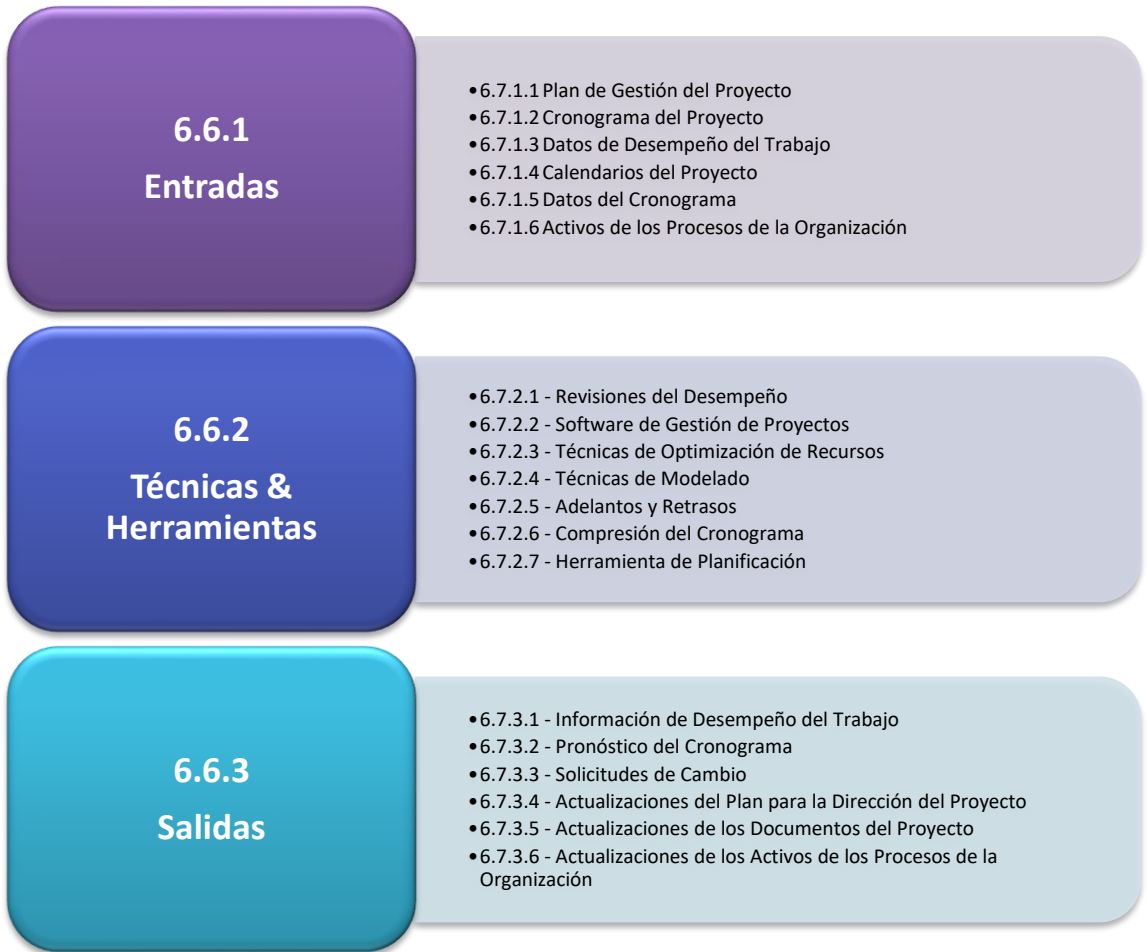 6.6.1
Entradas
•6.7.1.1 Plan de Gestión del Proyecto
•6.7.1.2 Cronograma del Proyecto
•6.7.1.3 Datos de Desempeño del Trabajo
•6.7.1.4 Calendarios del Proyecto
•6.7.1.5 Datos del Cronograma
•6.7.1.6 Activos de los Procesos de la Organización
6.6.2
Técnicas &
Herramientas
•6.7.2.1 - Revisiones del Desempeño
•6.7.2.2 - Software de Gestión de Proyectos
•6.7.2.3 - Técnicas de Optimización de Recursos
•6.7.2.4 - Técnicas de Modelado
•6.7.2.5 - Adelantos y Retrasos
•6.7.2.6 - Compresión del Cronograma
•6.7.2.7 - Herramienta de Planificación
6.6.3
Salidas
•6.7.3.1 - Información de Desempeño del Trabajo
•6.7.3.2 - Pronóstico del Cronograma
•6.7.3.3 - Solicitudes de Cambio
•6.7.3.4 - Actualizaciones del Plan para la Dirección del Proyecto
•6.7.3.5 - Actualizaciones de los Documentos del Proyecto
•6.7.3.6 - Actualizaciones de los Activos de los Procesos de la
Organización